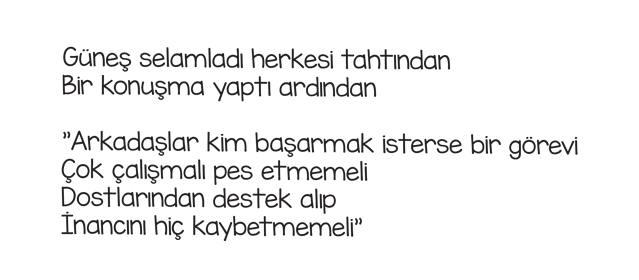 Güneş selamladı herkesi tahtından
Bir konuşma yaptı ardından
"Arkadaşlar kim başarmak isterse bir görevi
Çok çalışmalı pes etmemeli
Dostlarından destek alıp
İnancını hiç kaybetmemeli"